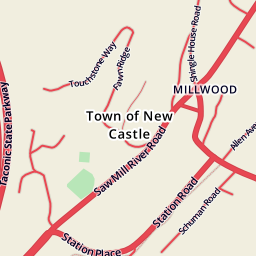 Touchstone Way
Fawn Ridge
Shingle House Road
MILLWOOD
Taconic State Parkway
Town of New
Castle
Allen Ave
Saw Mill River Road
Station Road
Schuman Road
Station Place